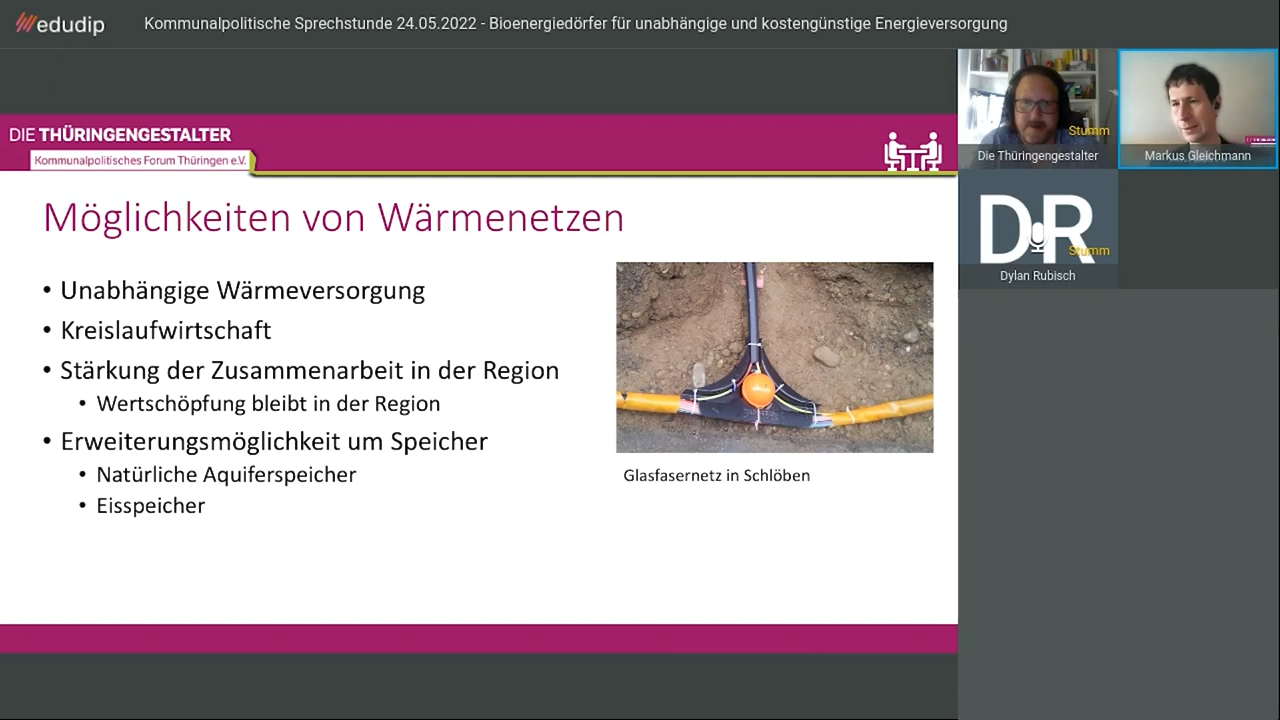 edudip
Kommunalpolitische Sprechstunde 24.05.2022 - Bioenergiedörfer für unabhängige und kostengünstige Energieversorgung
DIE THÜRINGENGESTALTER
Kommunalpolitisches Forum Thüringen e.V.
Möglichkeiten von Wärmenetzen
• Unabhängige Wärmeversorgung
• Kreislaufwirtschaft
• Stärkung der Zusammenarbeit in der Region
• Wertschöpfung bleibt in der Region
• Erweiterungsmöglichkeit um Speicher
• Natürliche Aquiferspeicher
• Eisspeicher
Glasfasernetz in Schlöben
Stumm
Die Thüringengestalter
Markus Gleichmann
DR
Stumm
Dylan Rubisch